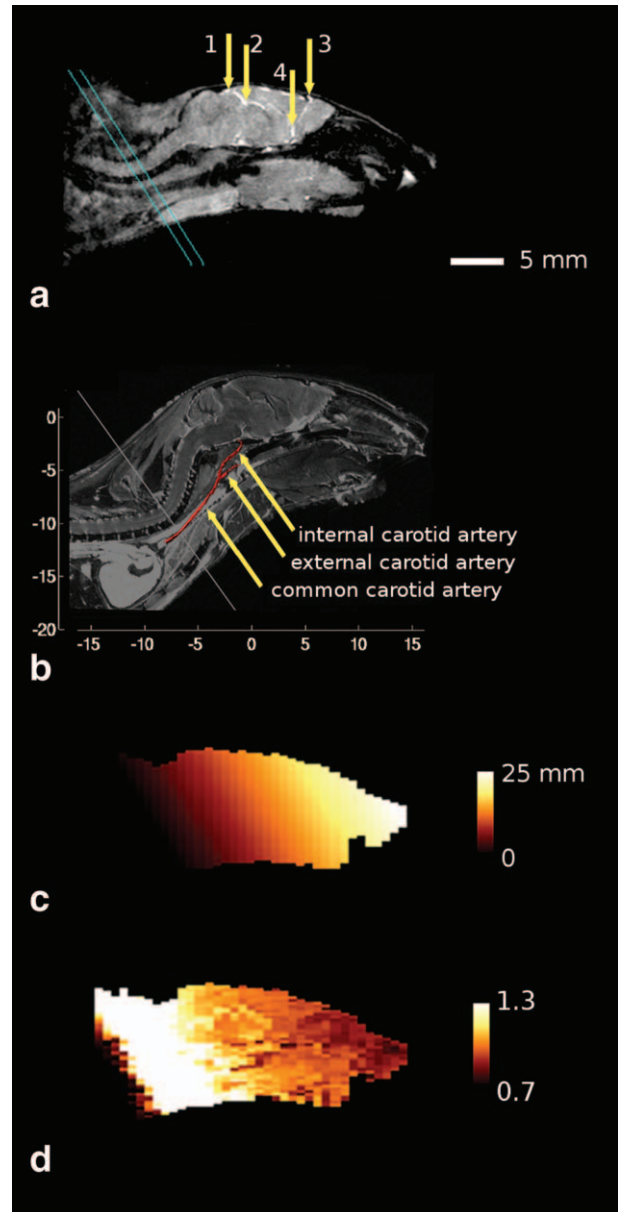 1 2 3
4
5 mm
a
0
-5
-10
-15
-20
internal carotid artery
external carotid artery
common carotid artery
-15 -10 -5 0 5 10 15
b
25 mm
0
c
1.3
0.7
d